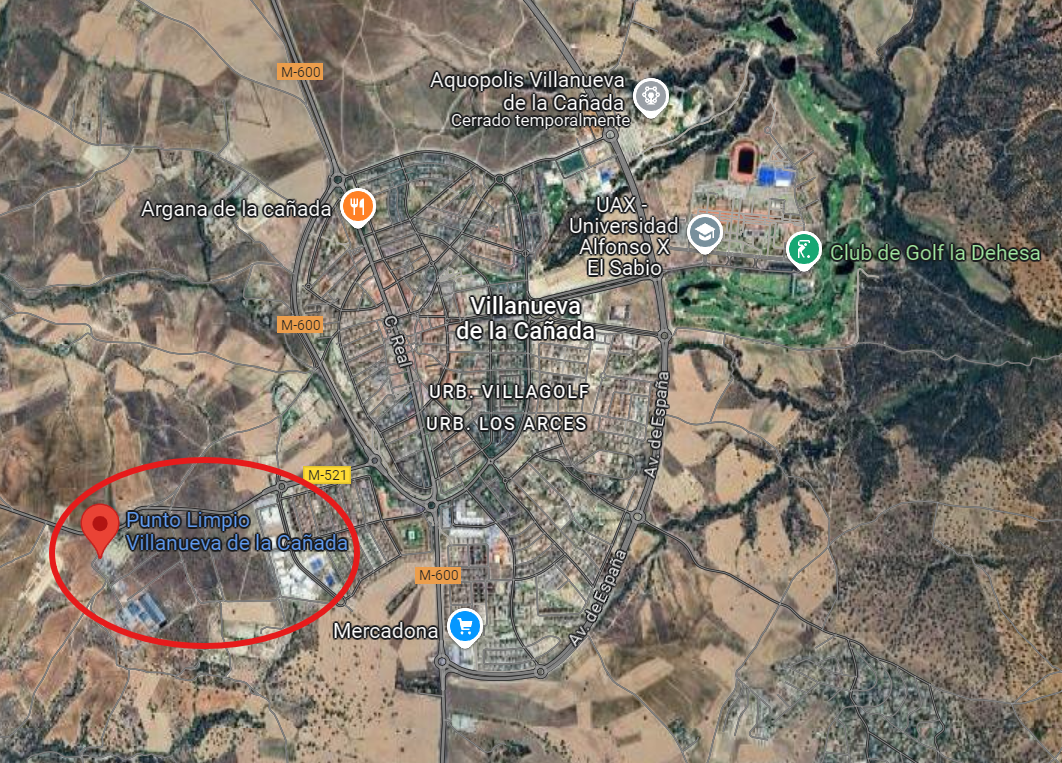 M-600
Aquopolis Villanueva
de la Cañada
Cerrado temporalmente
Argana de la cañada
UAX -
Universidad
Alfonso X
El Sabio
Club de Golf la Dehesa
Villanueva
de la Cañada
M-600
C. Real
URB. VILLAGOLF
URB. LOS ARCES
Av. de España
M-521
Punto Limpio
Villanueva de la Cañada
M-600
Av. de España
Mercadona